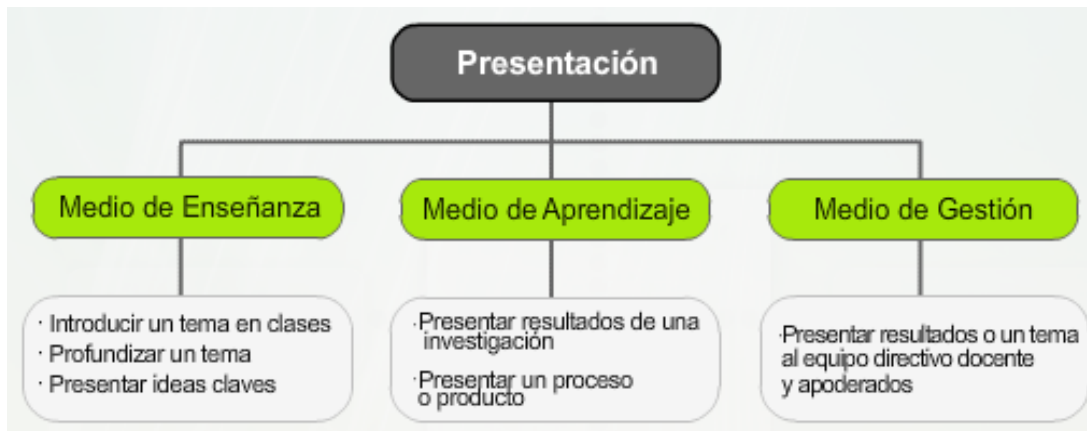 Presentación
Medio de Enseñanza
Medio de Aprendizaje
Medio de Gestión
· Introducir un tema en clases
· Profundizar un tema
· Presentar ideas claves
·Presentar resultados de una
investigación
·Presentar un proceso
o producto
·Presentar resultados o un tema
al equipo directivo docente
y apoderados